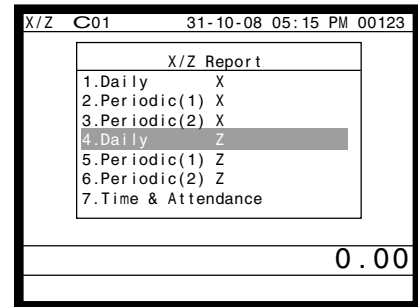 X/Z C01 31-10-08 05:15 PM 00123
X/Z Report
1.Daily X
2.Periodic(1) X
3.Periodic(2) X
4.Daily Z
5.Periodic(1) Z
6.Periodic(2) Z
7.Time & Attendance
0.00